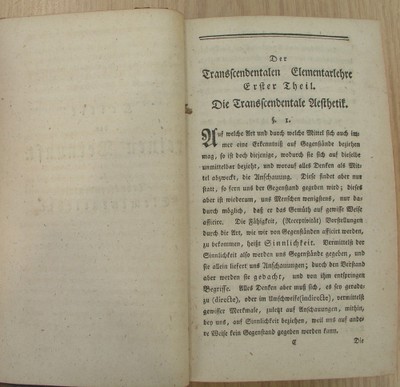 Der
Transscendentalen Elementarlehre
Erster Theil.
Die Transscendentale Aesthetik.
§. 1.
Auf welche Art und durch welche Mittel sich auch im-
mer eine Erkenntniß auf Gegenstände beziehen
mag, so ist doch diejenige, wodurch sie sich auf dieselbe
unmittelbar bezieht, und worauf alles Denken als Mit-
tel abzweckt, die Anschauung. Diese findet aber nur
statt, so fern uns der Gegenstand gegeben wird; dieses
aber ist wiederum, uns Menschen wenigstens, nur da-
durch möglich, daß er das Gemüth auf gewisse Weise
afficire. Die Fähigkeit, (Receptivität) Vorstellungen
durch die Art, wie wir von Gegenständen afficirt werden,
zu bekommen, heißt Sinnlichkeit. Vermittelst der
Sinnlichkeit also werden uns Gegenstände gegeben, und
sie allein liefert uns Anschauungen; durch den Verstand
aber werden sie gedacht, und von ihm entspringen
Begriffe. Alles Denken aber muß sich, es sey gerade-
zu (directe), oder im Umschweife (indirecte), vermittelst
gewisser Merkmale, zuletzt auf Anschauungen, mithin,
bey uns, auf Sinnlichkeit beziehen, weil uns auf ande-
re Weise kein Gegenstand gegeben werden kann.
C Die